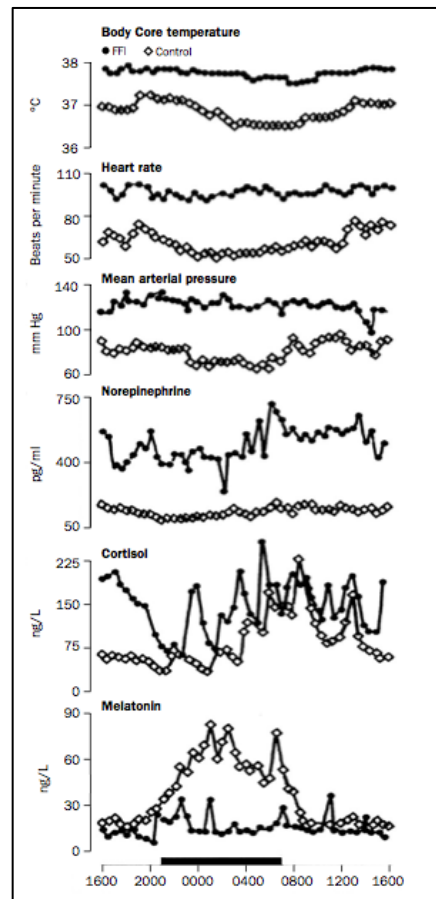 Body Core temperature
FFI Control
38
37
36
°C
Heart rate
110
80
50
Beats per minute
Mean arterial pressure
140
100
60
mm Hg
Norepinephrine
750
400
50
pg/ml
Cortisol
225
150
75
0
ng/L
Melatonin
90
60
30
0
ng/L
1600 2000 0000 0400 0800 1200 1600